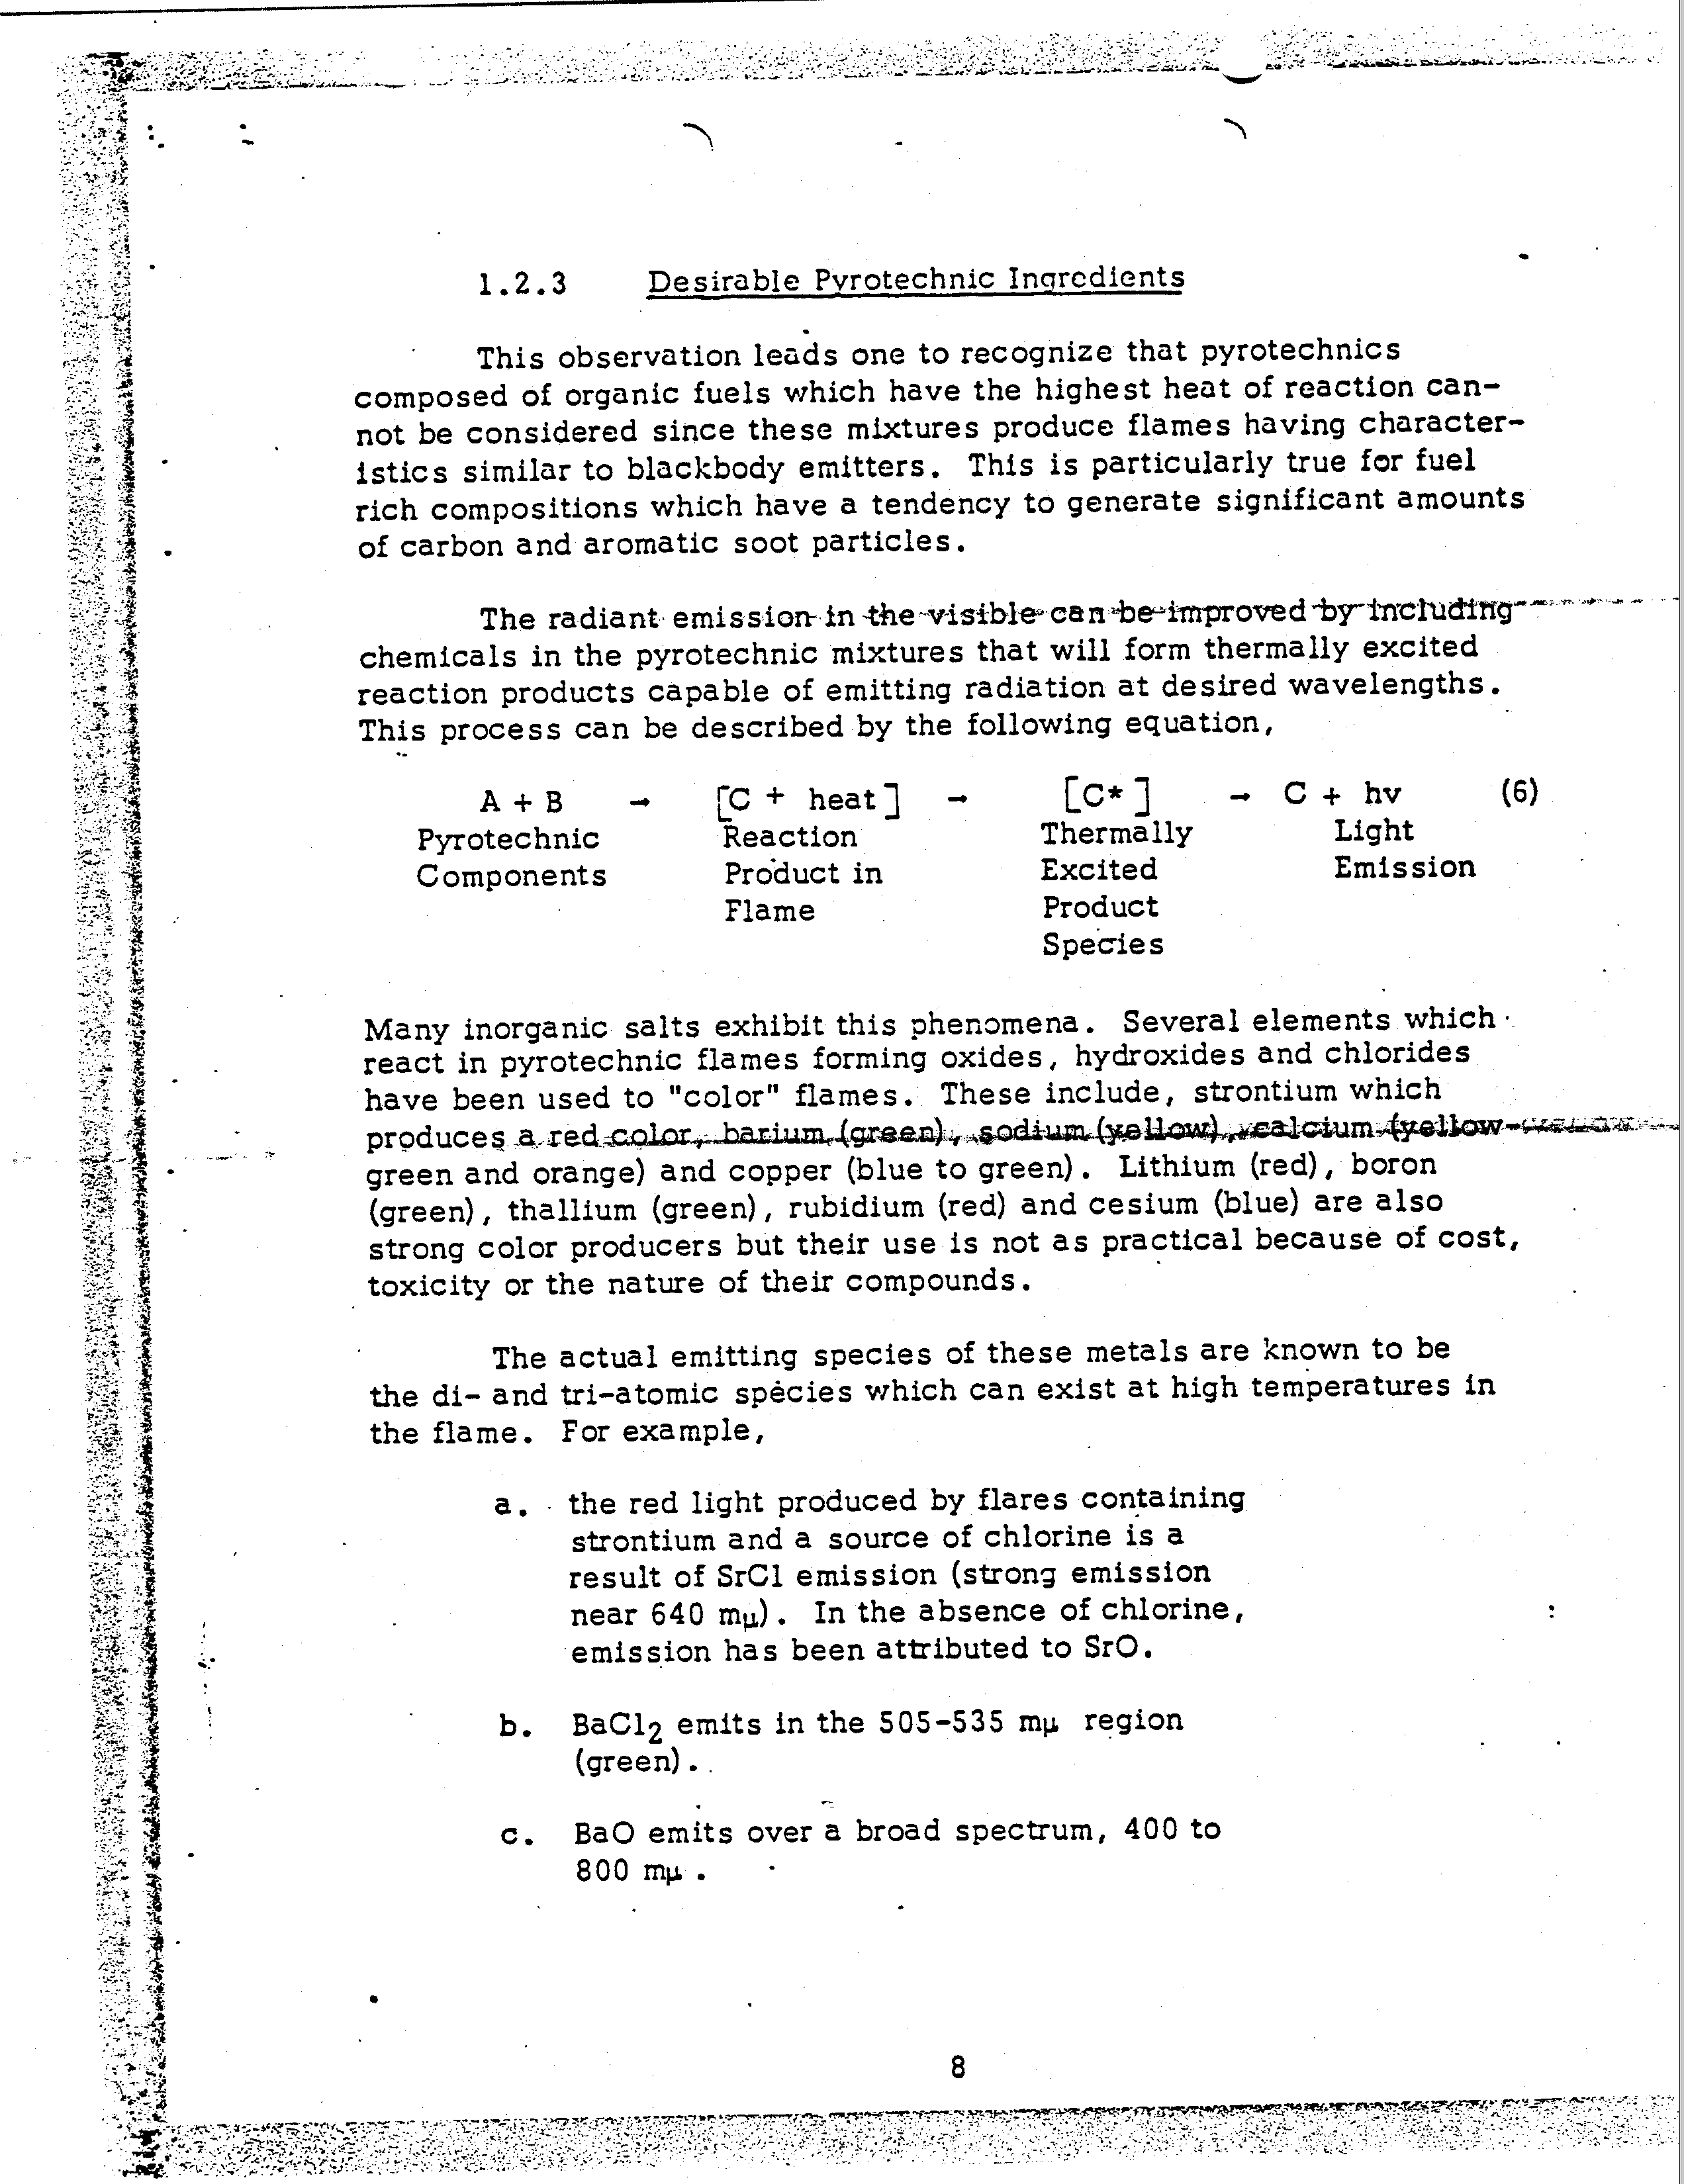 1.2.3 Desirable Pyrotechnic Ingredients
This observation leads one to recognize that pyrotechnics
composed of organic fuels which have the highest heat of reaction can-
not be considered since these mixtures produce flames having character-
istics similar to blackbody emitters. This is particularly true for fuel
rich compositions which have a tendency to generate significant amounts
of carbon and aromatic soot particles.
The radiant emission in the visible can be improved by including
chemicals in the pyrotechnic mixtures that will form thermally excited
reaction products capable of emitting radiation at desired wavelengths.
This process can be described by the following equation,
A + B → [C + heat] → [C*] → C + hν (6)
Pyrotechnic Reaction Thermally Light
Components Product in Excited Emission
Flame Product
Species
Many inorganic salts exhibit this phenomena. Several elements which
react in pyrotechnic flames forming oxides, hydroxides and chlorides
have been used to "color" flames. These include, strontium which
produces a red color, barium (green), sodium (yellow), calcium (yellow-
green and orange) and copper (blue to green). Lithium (red), boron
(green), thallium (green), rubidium (red) and cesium (blue) are also
strong color producers but their use is not as practical because of cost,
toxicity or the nature of their compounds.
The actual emitting species of these metals are known to be
the di- and tri-atomic species which can exist at high temperatures in
the flame. For example,
a. the red light produced by flares containing
strontium and a source of chlorine is a
result of SrCl emission (strong emission
near 640 mμ). In the absence of chlorine,
emission has been attributed to SrO.
b. BaCl₂ emits in the 505-535 mμ region
(green).
c. BaO emits over a broad spectrum, 400 to
800 mμ.
8